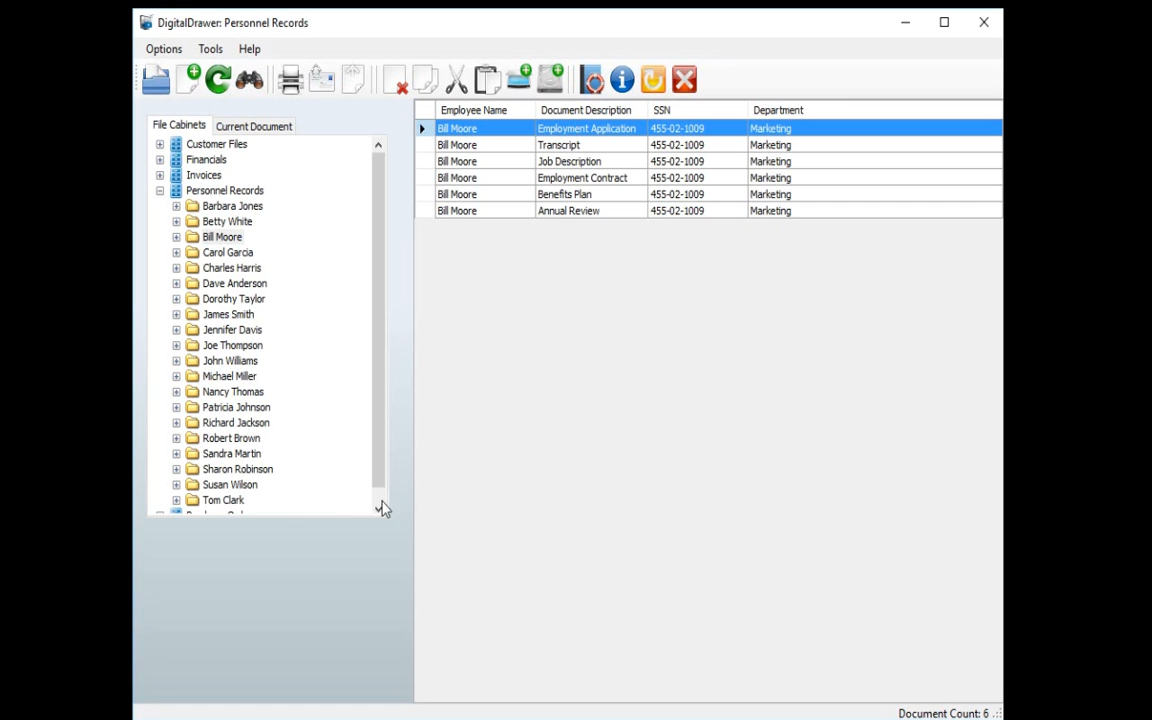 DigitalDrawer: Personnel Records
Options Tools Help
File Cabinets Current Document
Customer Files
Financials
Invoices
Personnel Records
Barbara Jones
Betty White
Bill Moore
Carol Garcia
Charles Harris
Dave Anderson
Dorothy Taylor
James Smith
Jennifer Davis
Joe Thompson
John Williams
Michael Miller
Nancy Thomas
Patricia Johnson
Richard Jackson
Robert Brown
Sandra Martin
Sharon Robinson
Susan Wilson
Tom Clark
Employee Name Document Description SSN Department
Bill Moore Employment Application 455-02-1009 Marketing
Bill Moore Transcript 455-02-1009 Marketing
Bill Moore Job Description 455-02-1009 Marketing
Bill Moore Employment Contract 455-02-1009 Marketing
Bill Moore Benefits Plan 455-02-1009 Marketing
Bill Moore Annual Review 455-02-1009 Marketing
Document Count: 6